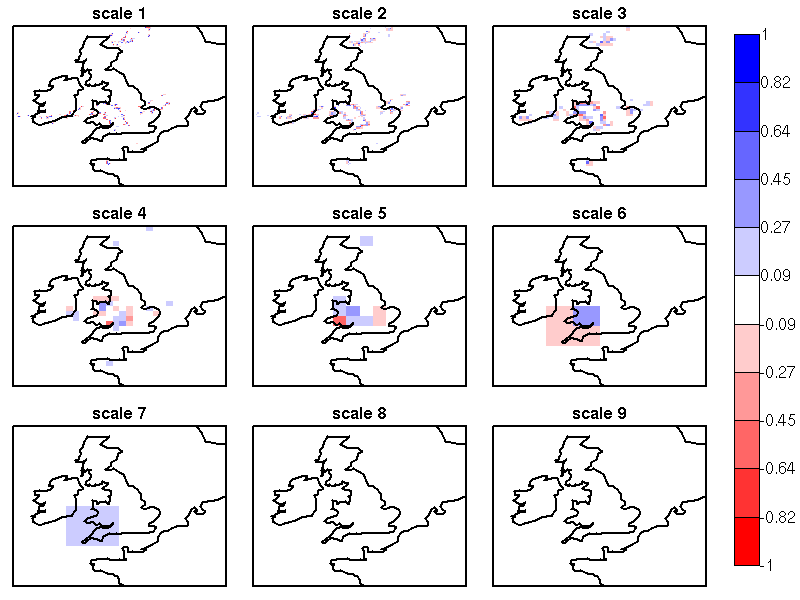 scale 1
scale 2
scale 3
scale 4
scale 5
scale 6
scale 7
scale 8
scale 9
1
0.82
0.64
0.45
0.27
0.09
-0.09
-0.27
-0.45
-0.64
-0.82
-1